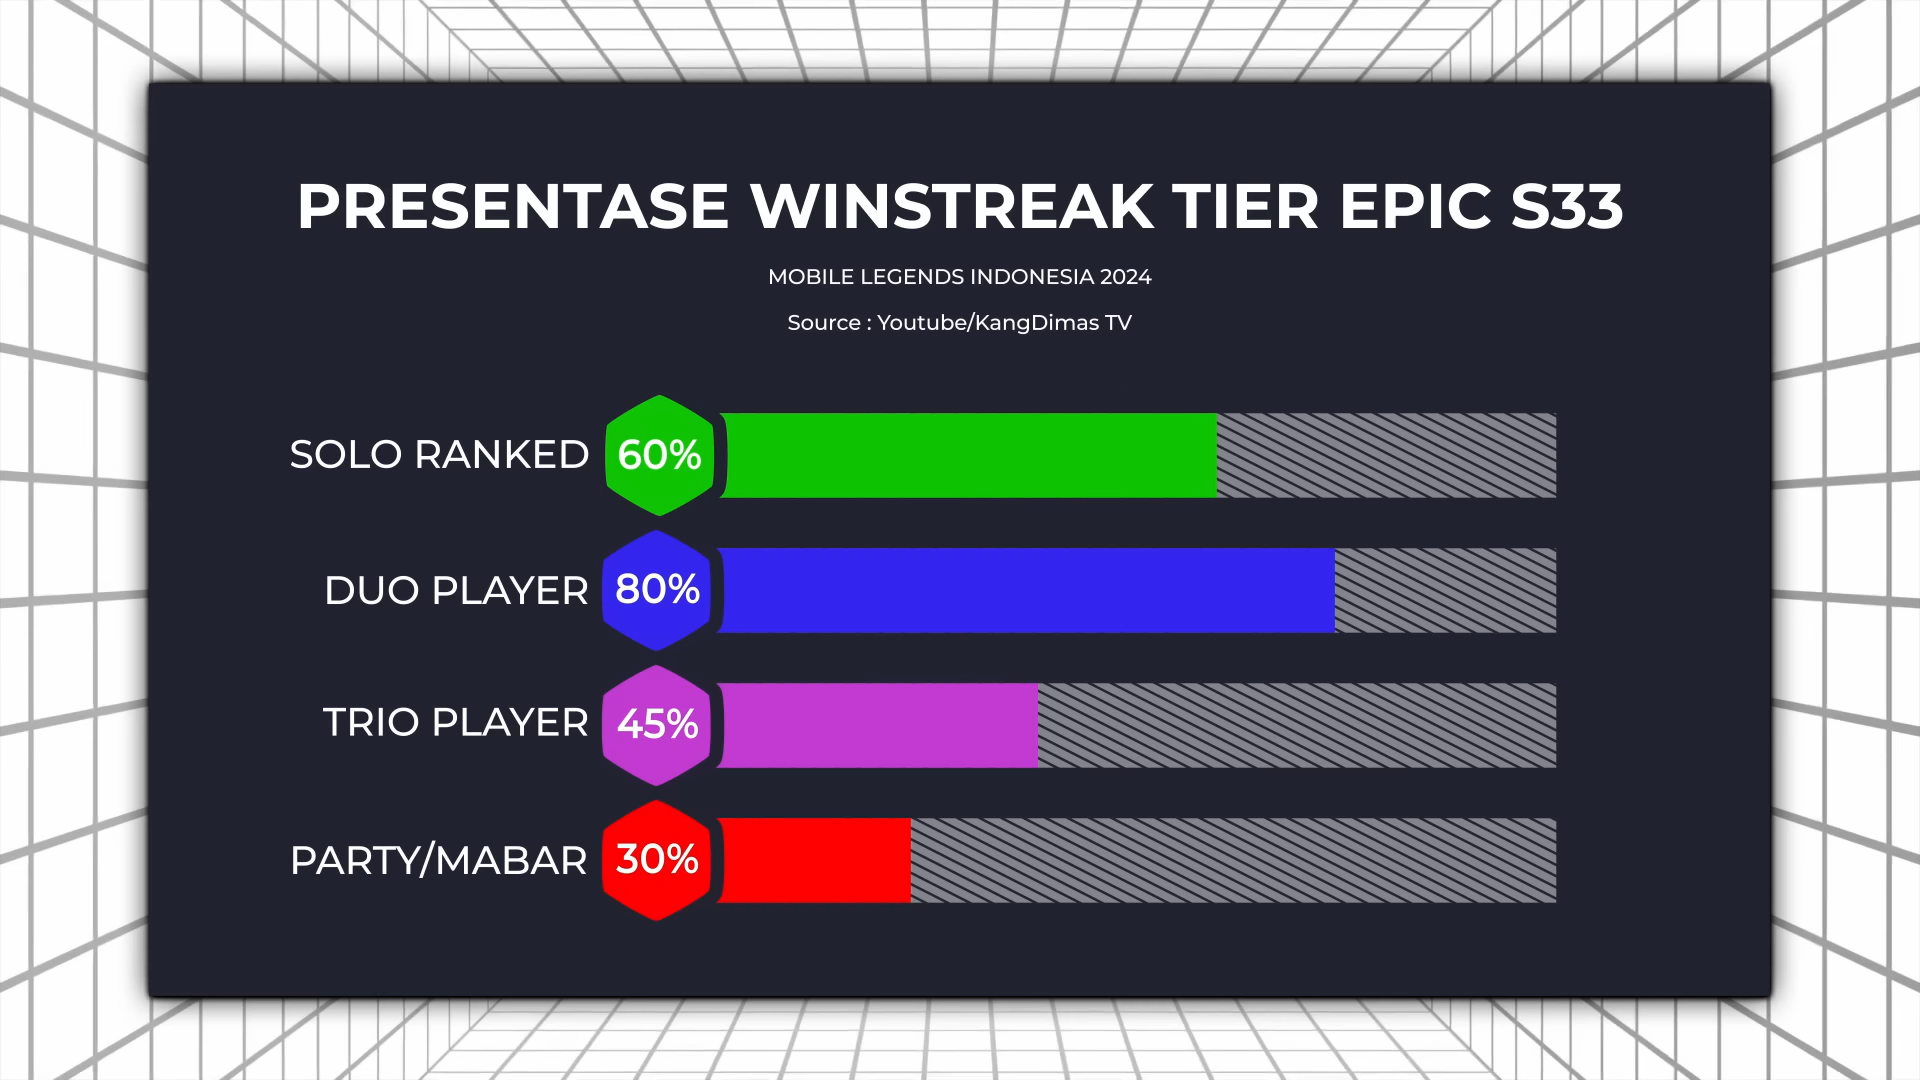 PRESENTASE WINSTREAK TIER EPIC S33
MOBILE LEGENDS INDONESIA 2024
Source : Youtube/KangDimas TV
SOLO RANKED 60%
DUO PLAYER 80%
TRIO PLAYER 45%
PARTY/MABAR 30%